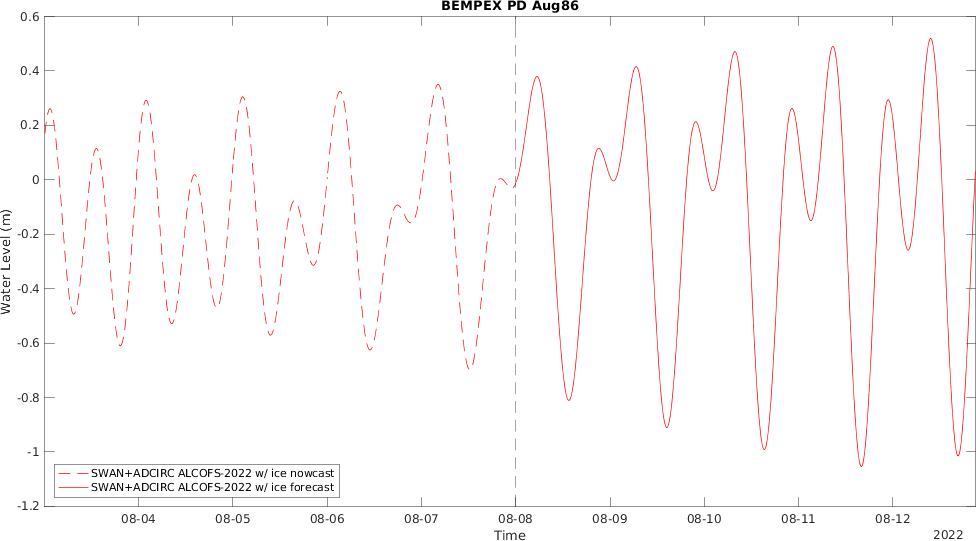 BEMPEX PD Aug86
0.6
0.4
0.2
0
-0.2
-0.4
-0.6
-0.8
-1
-1.2
Water Level (m)
SWAN+ADCIRC ALCOFS-2022 w/ ice nowcast
SWAN+ADCIRC ALCOFS-2022 w/ ice forecast
08-04 08-05 08-06 08-07 08-08 08-09 08-10 08-11 08-12
Time
2022